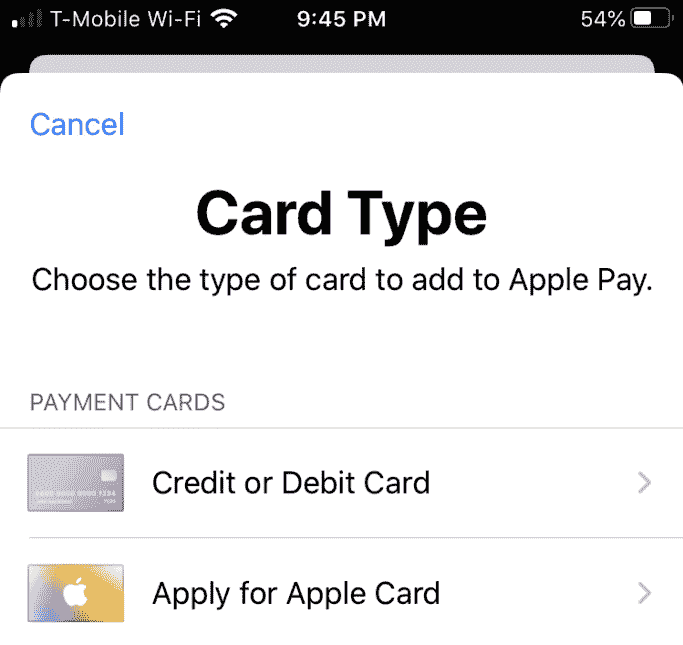 T-Mobile Wi-Fi 9:45 PM 54%
Cancel
Card Type
Choose the type of card to add to Apple Pay.
PAYMENT CARDS
Credit or Debit Card
Apply for Apple Card